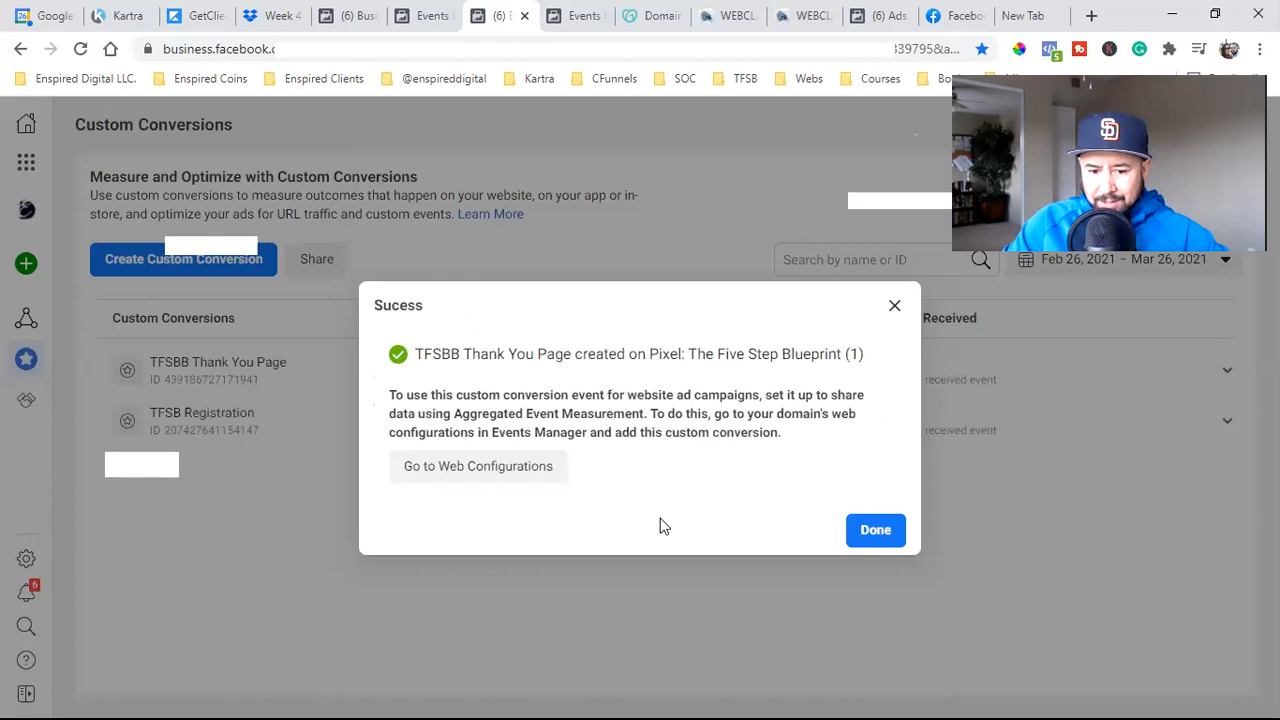 Google
Kartra
GetClie
Week 4
(6) Busi
Events
(6) E
Events
Domai
WEBCL
WEBCL
(6) Ads
Facebo
New Tab
business.facebook.c
839795&a...
5
Enspired Digital LLC.
Enspired Coins
Enspired Clients
@enspireddigital
Kartra
CFunnels
SOC
TFSB
Webs
Courses
Custom Conversions
Measure and Optimize with Custom Conversions
Use custom conversions to measure outcomes that happen on your website, on your app or in-
store, and optimize your ads for URL traffic and custom events. Learn More
Create Custom Conversion
Share
Search by name or ID
Feb 26, 2021 – Mar 26, 2021
Custom Conversions
Received
TFSBB Thank You Page
ID 439186727171941
received event
TFSB Registration
ID 207427641154147
received event
Sucess
TFSBB Thank You Page created on Pixel: The Five Step Blueprint (1)
To use this custom conversion event for website ad campaigns, set it up to share
data using Aggregated Event Measurement. To do this, go to your domain's web
configurations in Events Manager and add this custom conversion.
Go to Web Configurations
Done
6
SD